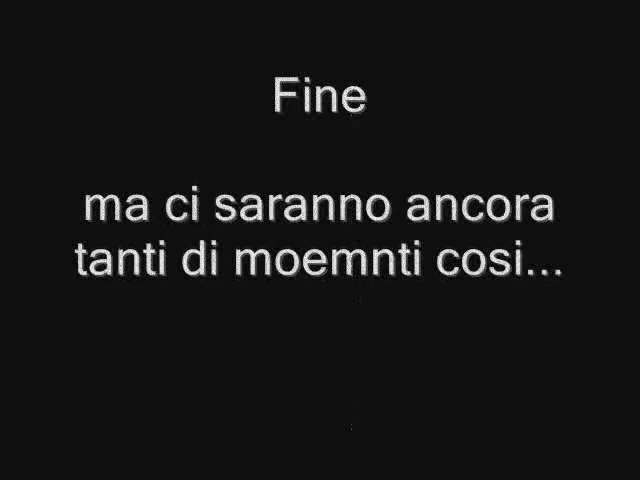 Fine
ma ci saranno ancora
tanti di moemnti cosi...